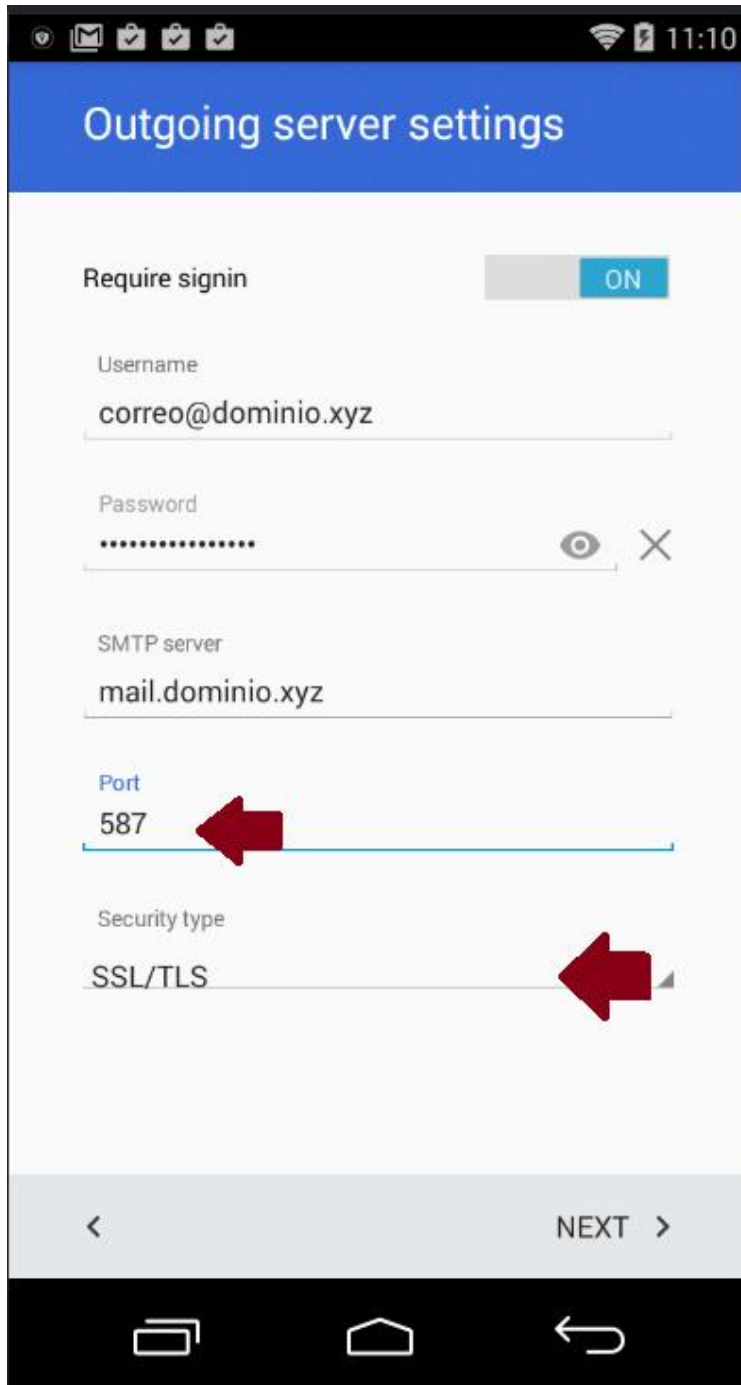 11:10
Outgoing server settings
Require signin
ON
Username
correo@dominio.xyz
Password
••••••••••••••••
SMTP server
mail.dominio.xyz
Port
587
Security type
SSL/TLS
NEXT